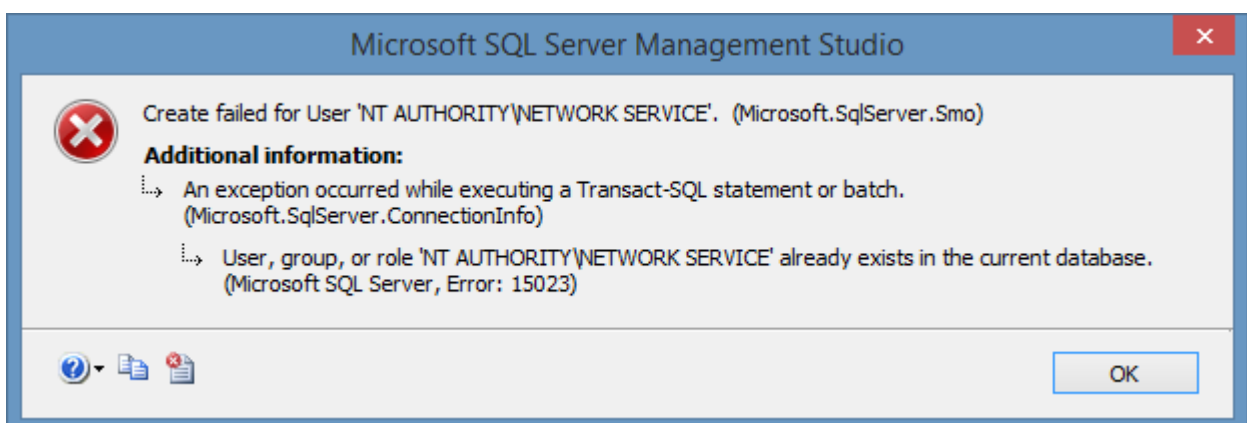 Microsoft SQL Server Management Studio
Create failed for User 'NT AUTHORITY\NETWORK SERVICE'. (Microsoft.SqlServer.Smo)
Additional information:
An exception occurred while executing a Transact-SQL statement or batch.
(Microsoft.SqlServer.ConnectionInfo)
User, group, or role 'NT AUTHORITY\NETWORK SERVICE' already exists in the current database.
(Microsoft SQL Server, Error: 15023)
OK